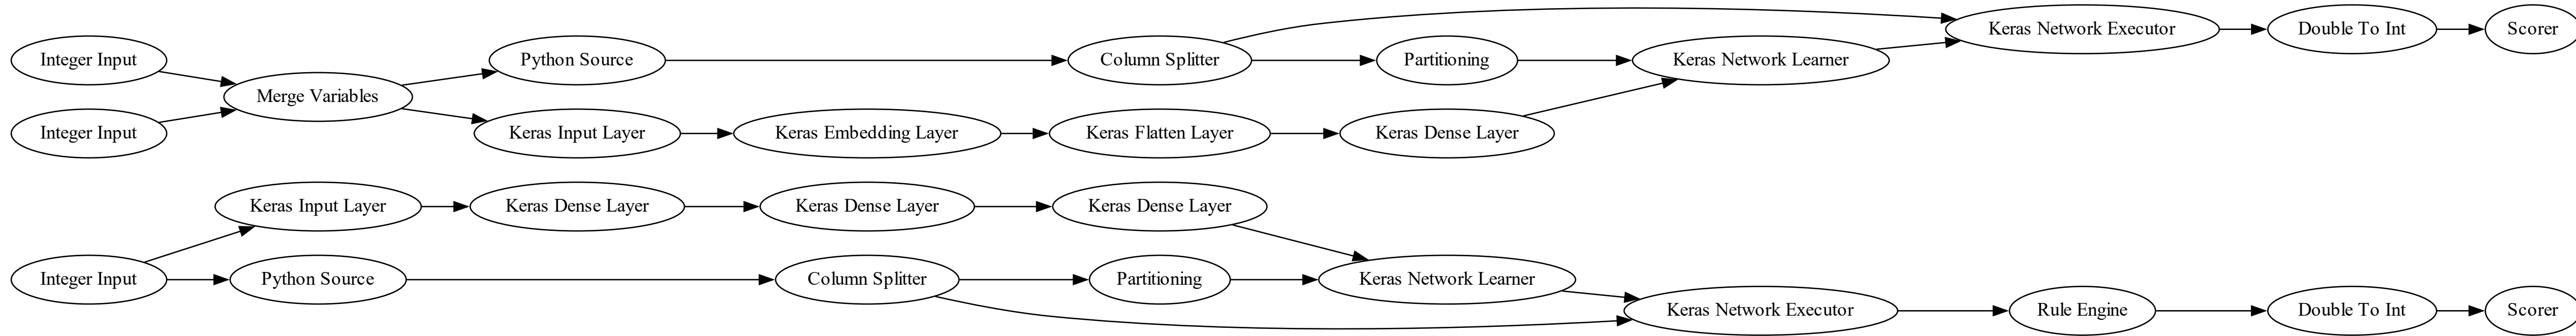 Integer Input
Integer Input
Merge Variables
Python Source
Column Splitter
Partitioning
Keras Network Learner
Keras Network Executor
Double To Int
Scorer
Keras Input Layer
Keras Embedding Layer
Keras Flatten Layer
Keras Dense Layer
Keras Input Layer
Keras Dense Layer
Keras Dense Layer
Keras Dense Layer
Integer Input
Python Source
Column Splitter
Partitioning
Keras Network Learner
Keras Network Executor
Rule Engine
Double To Int
Scorer